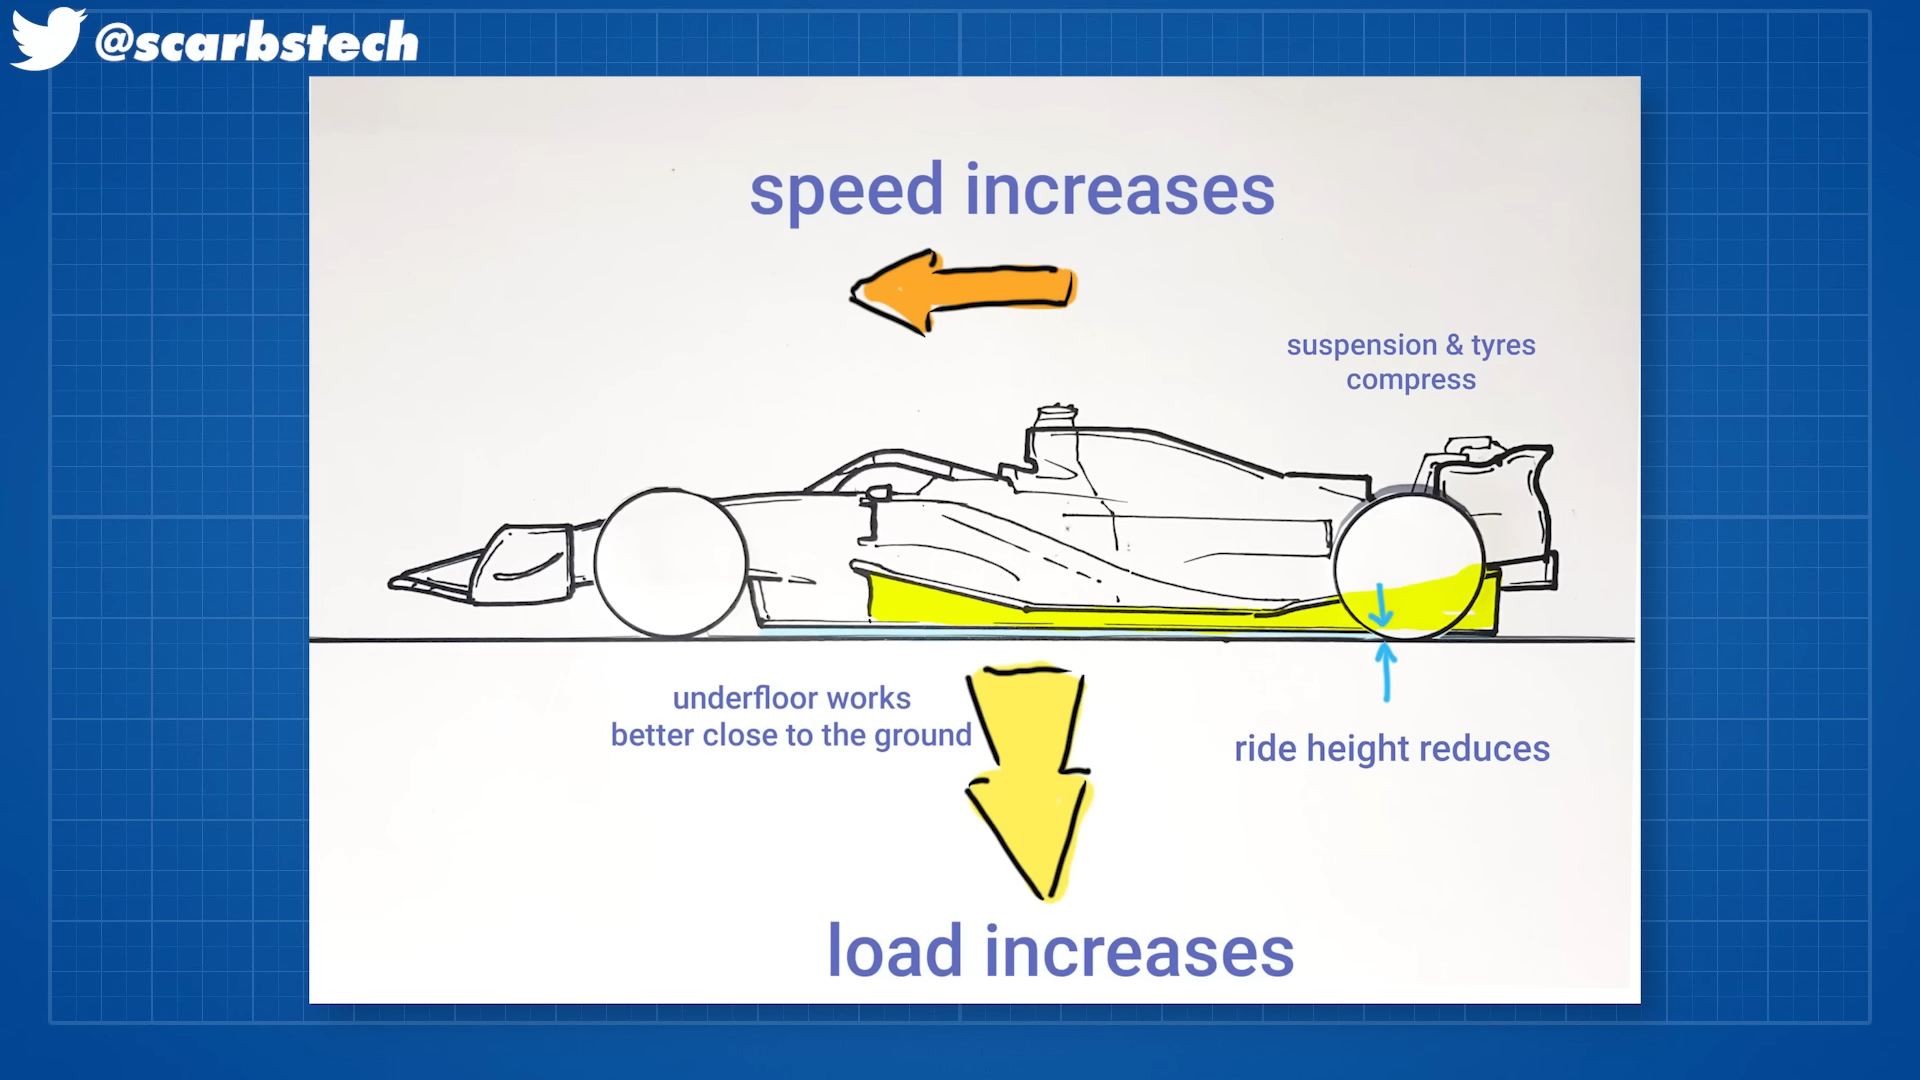 @scarbstech
speed increases
suspension & tyres
compress
underfloor works
better close to the ground
ride height reduces
load increases